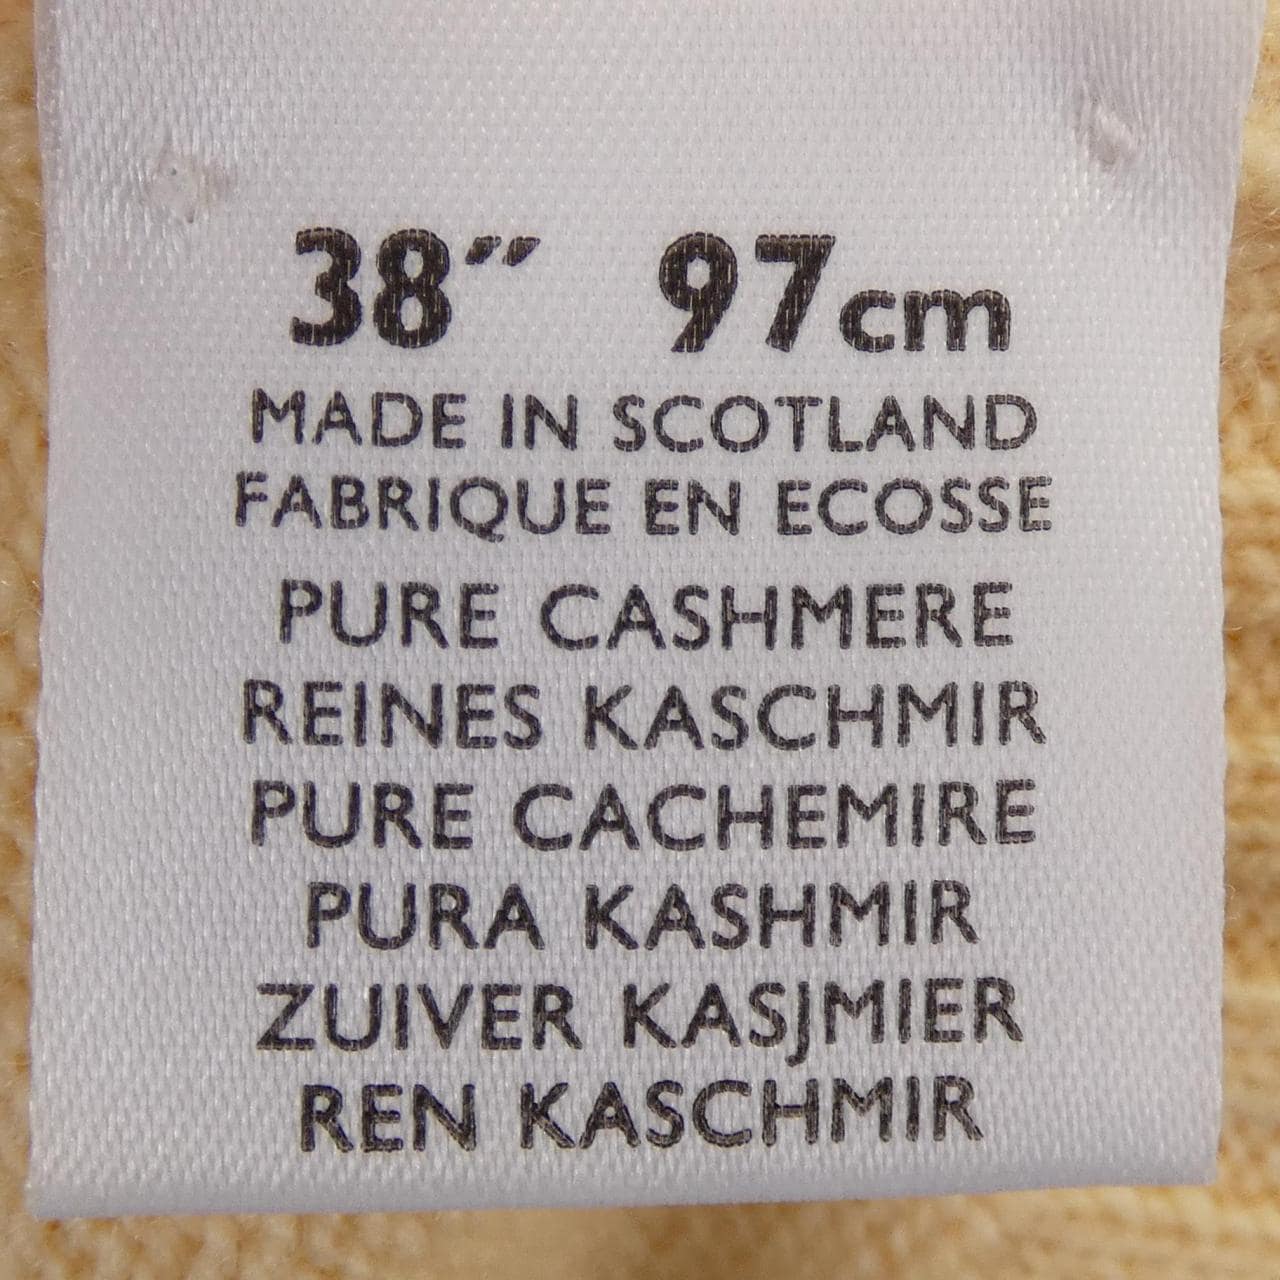 38” 97cm
MADE IN SCOTLAND
FABRIQUE EN ECOSSE
PURE CASHMERE
REINES KASCHMIR
PURE CACHEMIRE
PURA KASHMIR
ZUIVER KASJMIER
REN KASCHMIR